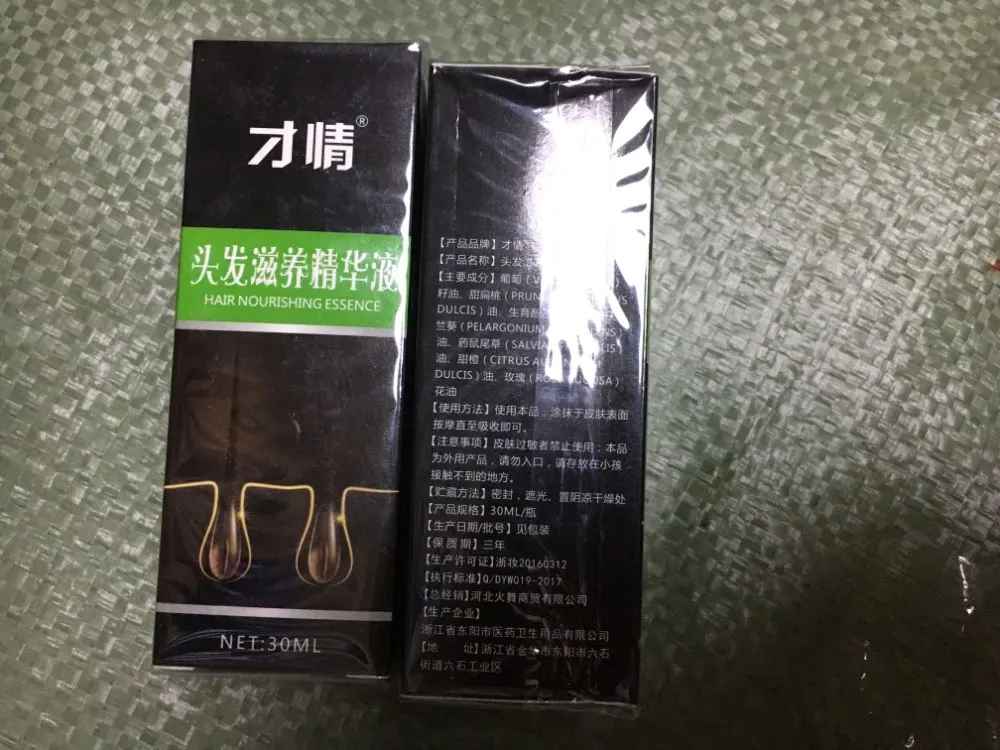 才情®
头发滋养精华液
HAIR NOURISHING ESSENCE
NET:30ML
【产品品牌】才情
【产品名称】头发滋
【主要成分】葡萄（V
籽油、甜扁桃（PRUN US
DULCIS）油、生育酚
兰葵（PELARGONIUM NS）
油、药鼠尾草（SALVIA LIS）
油、甜橙（CITRUS AU
DULCIS）油、玫瑰（ROS UGOSA）
花油
【使用方法】使用本品，涂抹于皮肤表面
按摩直至吸收即可。
【注意事项】皮肤过敏者禁止使用；本品
为外用产品，请勿入口，请存放在小孩
接触不到的地方。
【贮藏方法】密封，遮光、置阴凉干燥处
【产品规格】30ML/瓶
【生产日期/批号】见包装
【保 质 期】三年
【生产许可证】浙妆20160312
【执行标准】Q/DYW019-2017
【总经销】河北火舞商贸有限公司
【生产企业】
浙江省东阳市医药卫生用品有限公司
【地 址】浙江省金华市东阳市六石
街道六石工业区